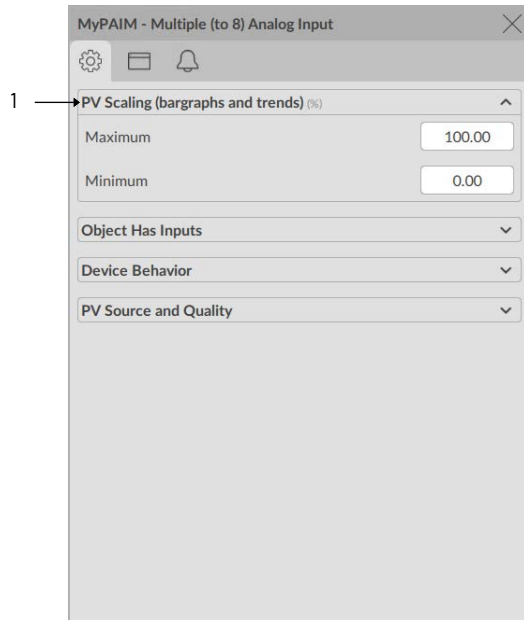 MyPAIM - Multiple (to 8) Analog Input
1
PV Scaling (bargraphs and trends) (%)
Maximum 100.00
Minimum 0.00
Object Has Inputs
Device Behavior
PV Source and Quality